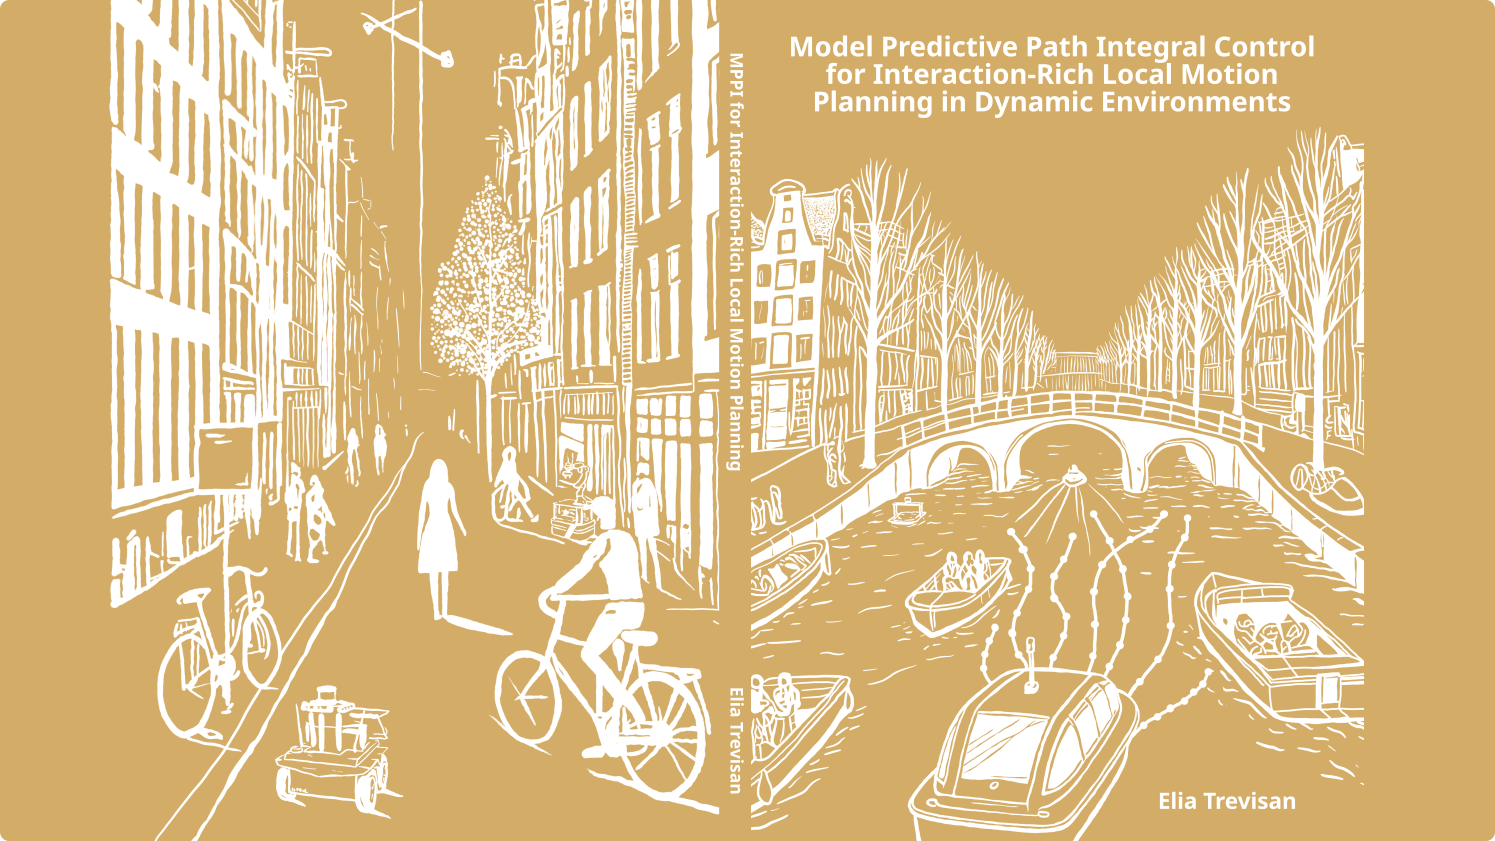 MPPI for Interaction-Rich Local Motion Planning
Elia Trevisan
Model Predictive Path Integral Control
for Interaction-Rich Local Motion
Planning in Dynamic Environments
Elia Trevisan